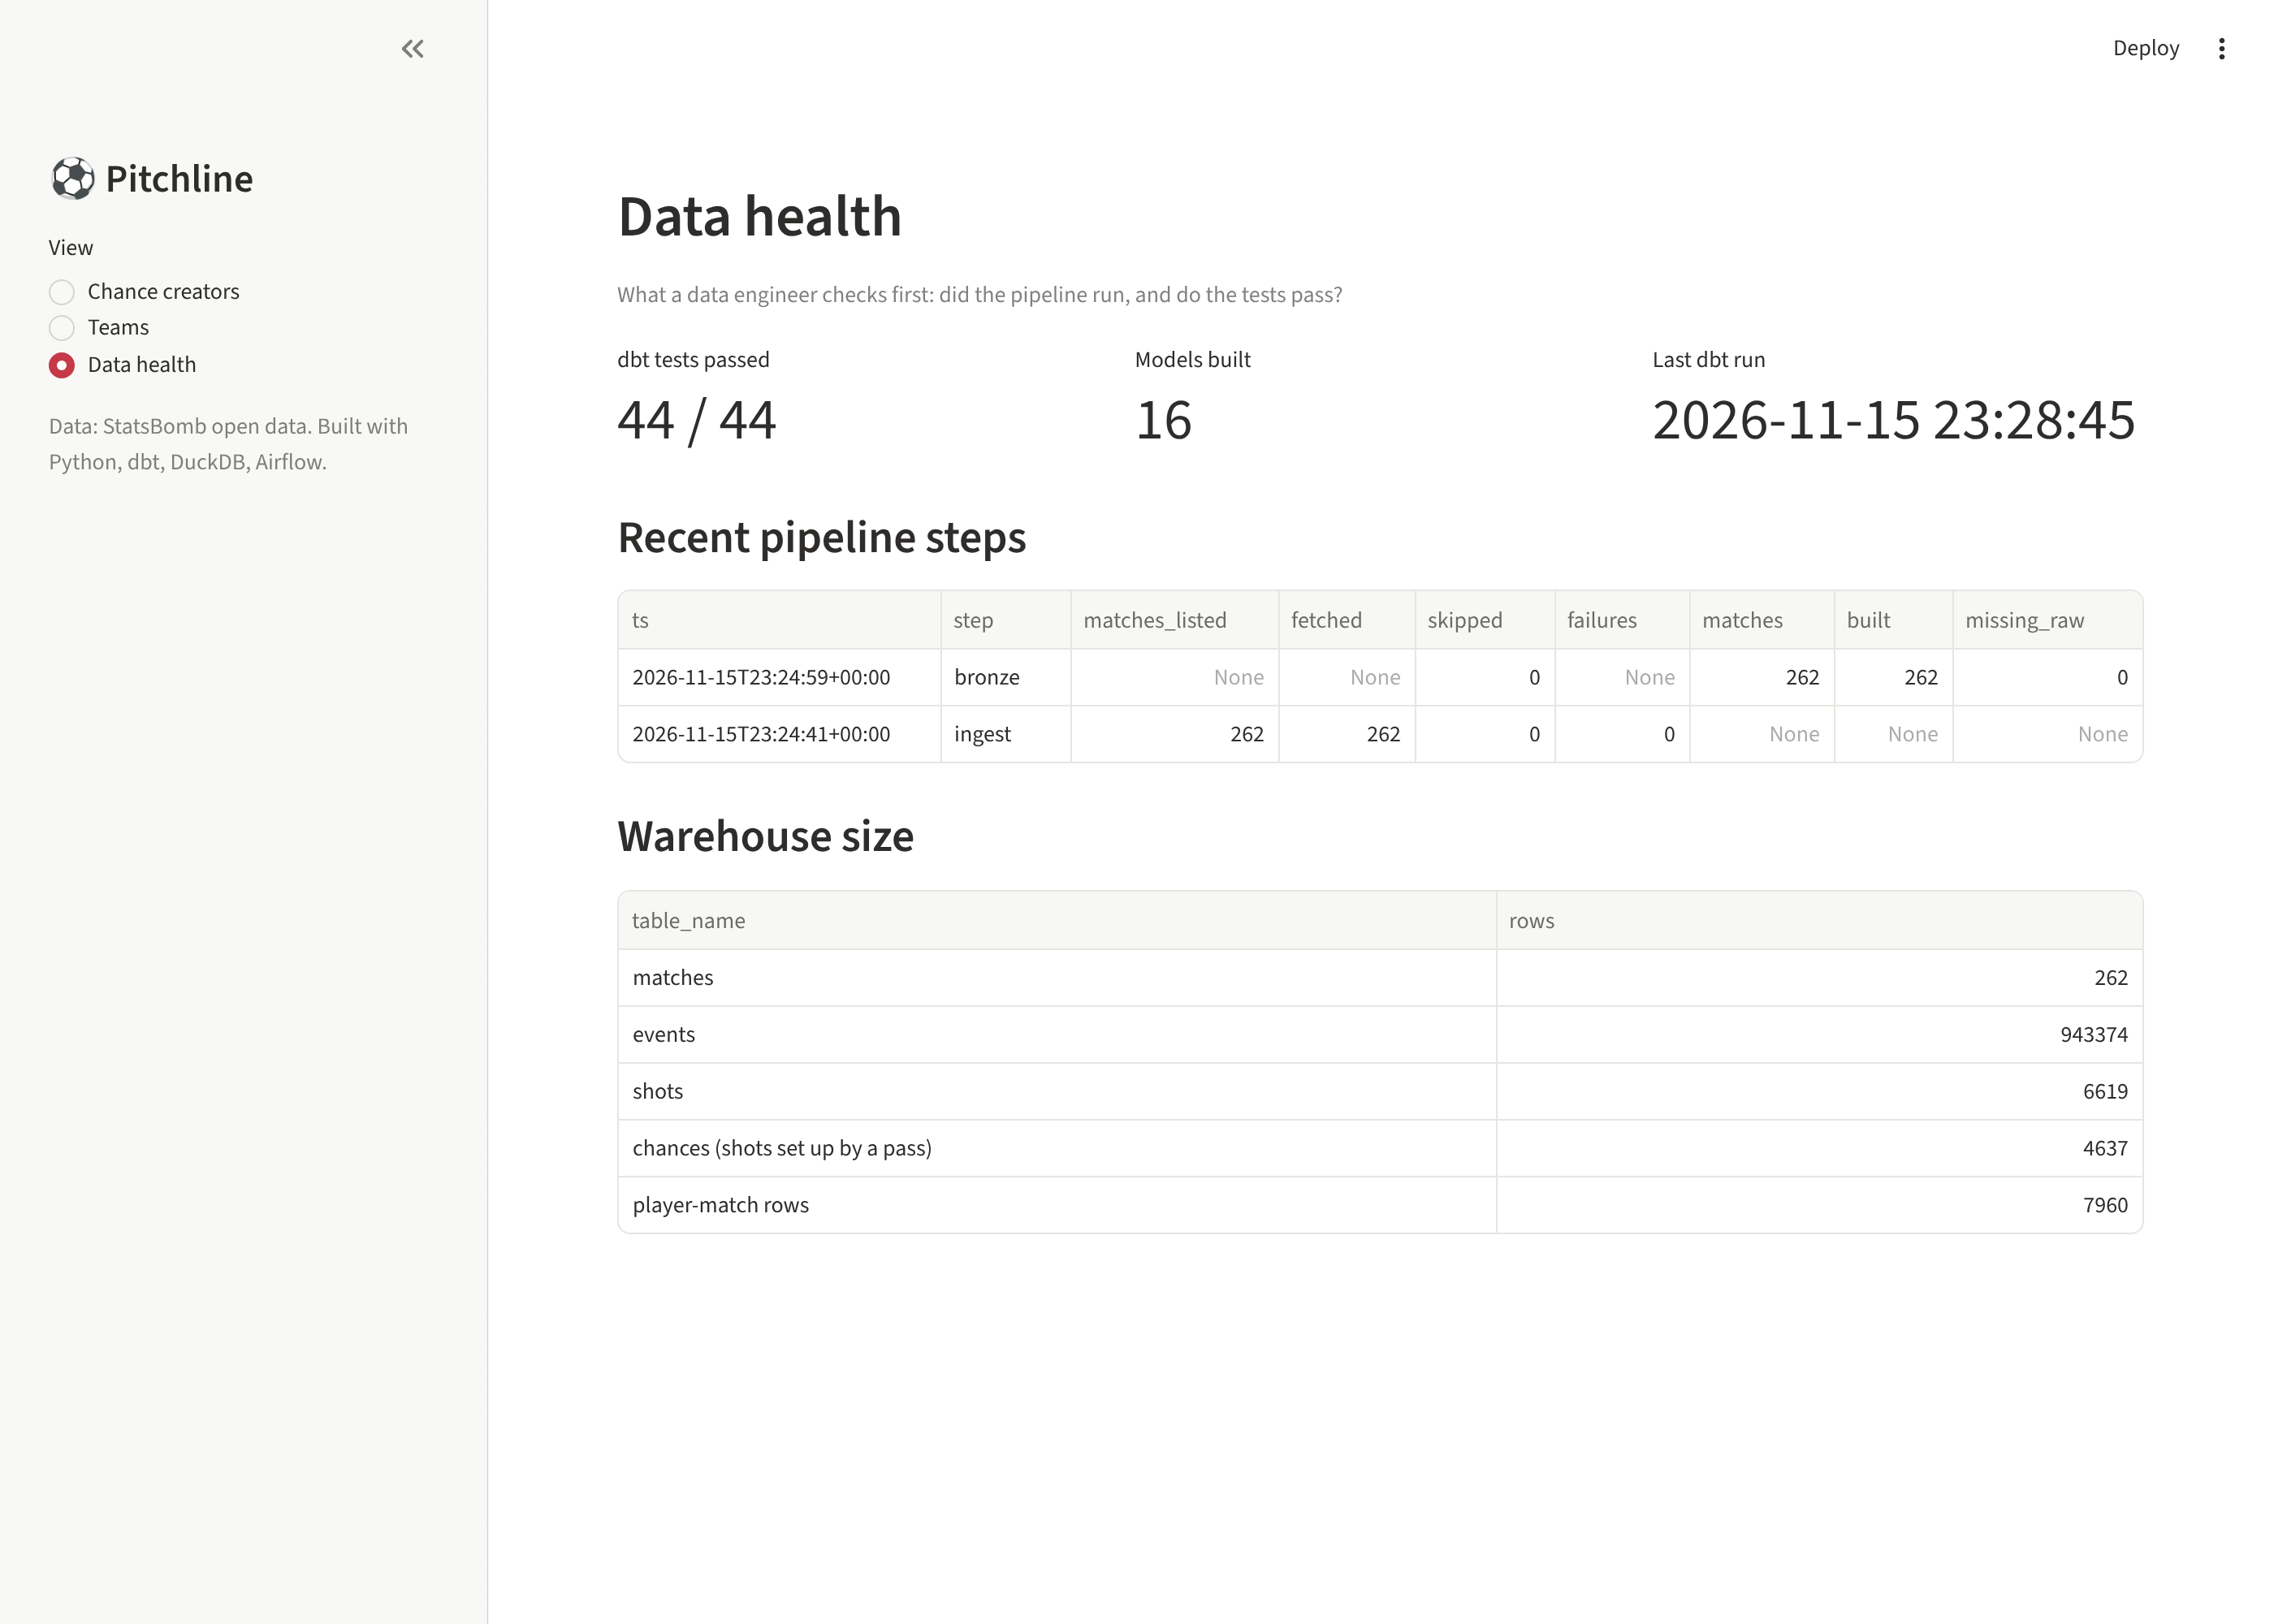 Deploy
Pitchline
View
Chance creators
Teams
Data health
Data: StatsBomb open data. Built with
Python, dbt, DuckDB, Airflow.
Data health
What a data engineer checks first: did the pipeline run, and do the tests pass?
dbt tests passed Models built Last dbt run
44 / 44 16 2026-11-15 23:28:45
Recent pipeline steps
ts step matches_listed fetched skipped failures matches built missing_raw
2026-11-15T23:24:59+00:00 bronze None None 0 None 262 262 0
2026-11-15T23:24:41+00:00 ingest 262 262 0 0 None None None
Warehouse size
table_name rows
matches 262
events 943374
shots 6619
chances (shots set up by a pass) 4637
player-match rows 7960